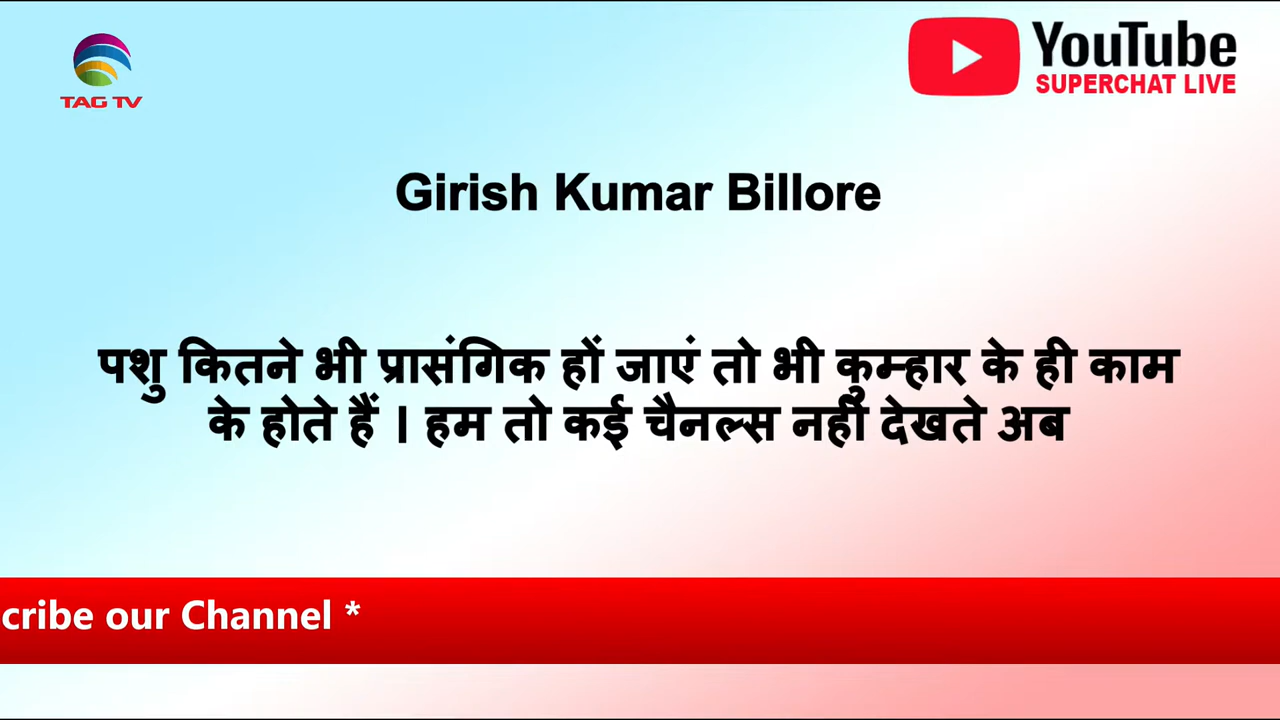 TAG TV
YouTube
SUPERCHAT LIVE
Girish Kumar Billore
पशु कितने भी प्रासंगिक हों जाएं तो भी कुम्हार के ही काम
के होते हैं । हम तो कई चैनल्स नहीं देखते अब
cribe our Channel *